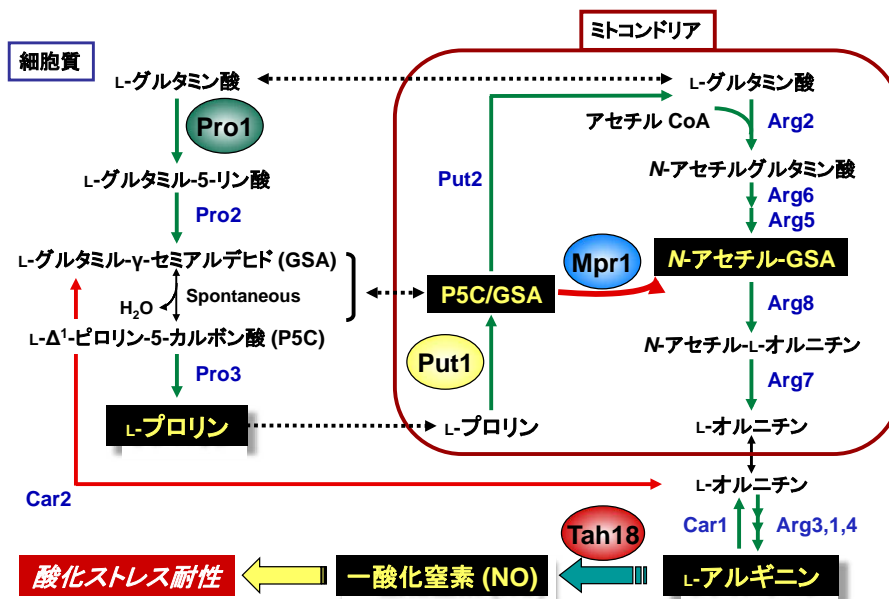 ミトコンドリア
細胞質
L-グルタミン酸
L-グルタミン酸
Pro1
アセチル CoA
Arg2
L-グルタミル-5-リン酸
Put2
N-アセチルグルタミン酸
Arg6
Pro2
Arg5
L-グルタミル-γ-セミアルデヒド (GSA)
Mpr1
N-アセチル-GSA
H2O
Spontaneous
P5C/GSA
Arg8
L-Δ1-ピロリン-5-カルボン酸 (P5C)
Put1
N-アセチル-L-オルニチン
Pro3
Arg7
L-プロリン
L-プロリン
L-オルニチン
L-オルニチン
Car2
Car1
Arg3,1,4
Tah18
酸化ストレス耐性
一酸化窒素 (NO)
L-アルギニン